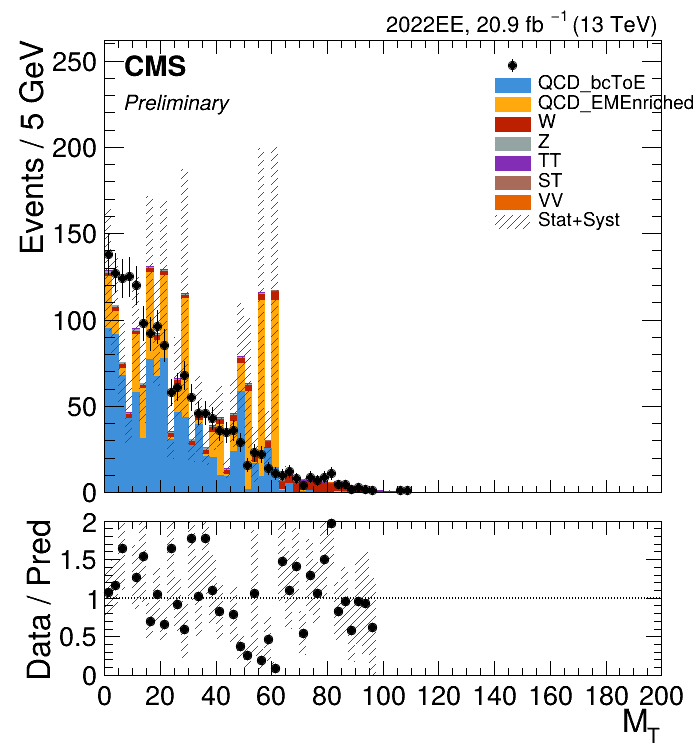 2022EE, 20.9 fb⁻¹ (13 TeV)
CMS
Preliminary
QCD_bcToE
QCD_EMEnriched
W
Z
TT
ST
VV
Stat+Syst
Events / 5 GeV
250
200
150
100
50
0
Data / Pred
2
1.5
1
0.5
0
0 20 40 60 80 100 120 140 160 180 200
M_T